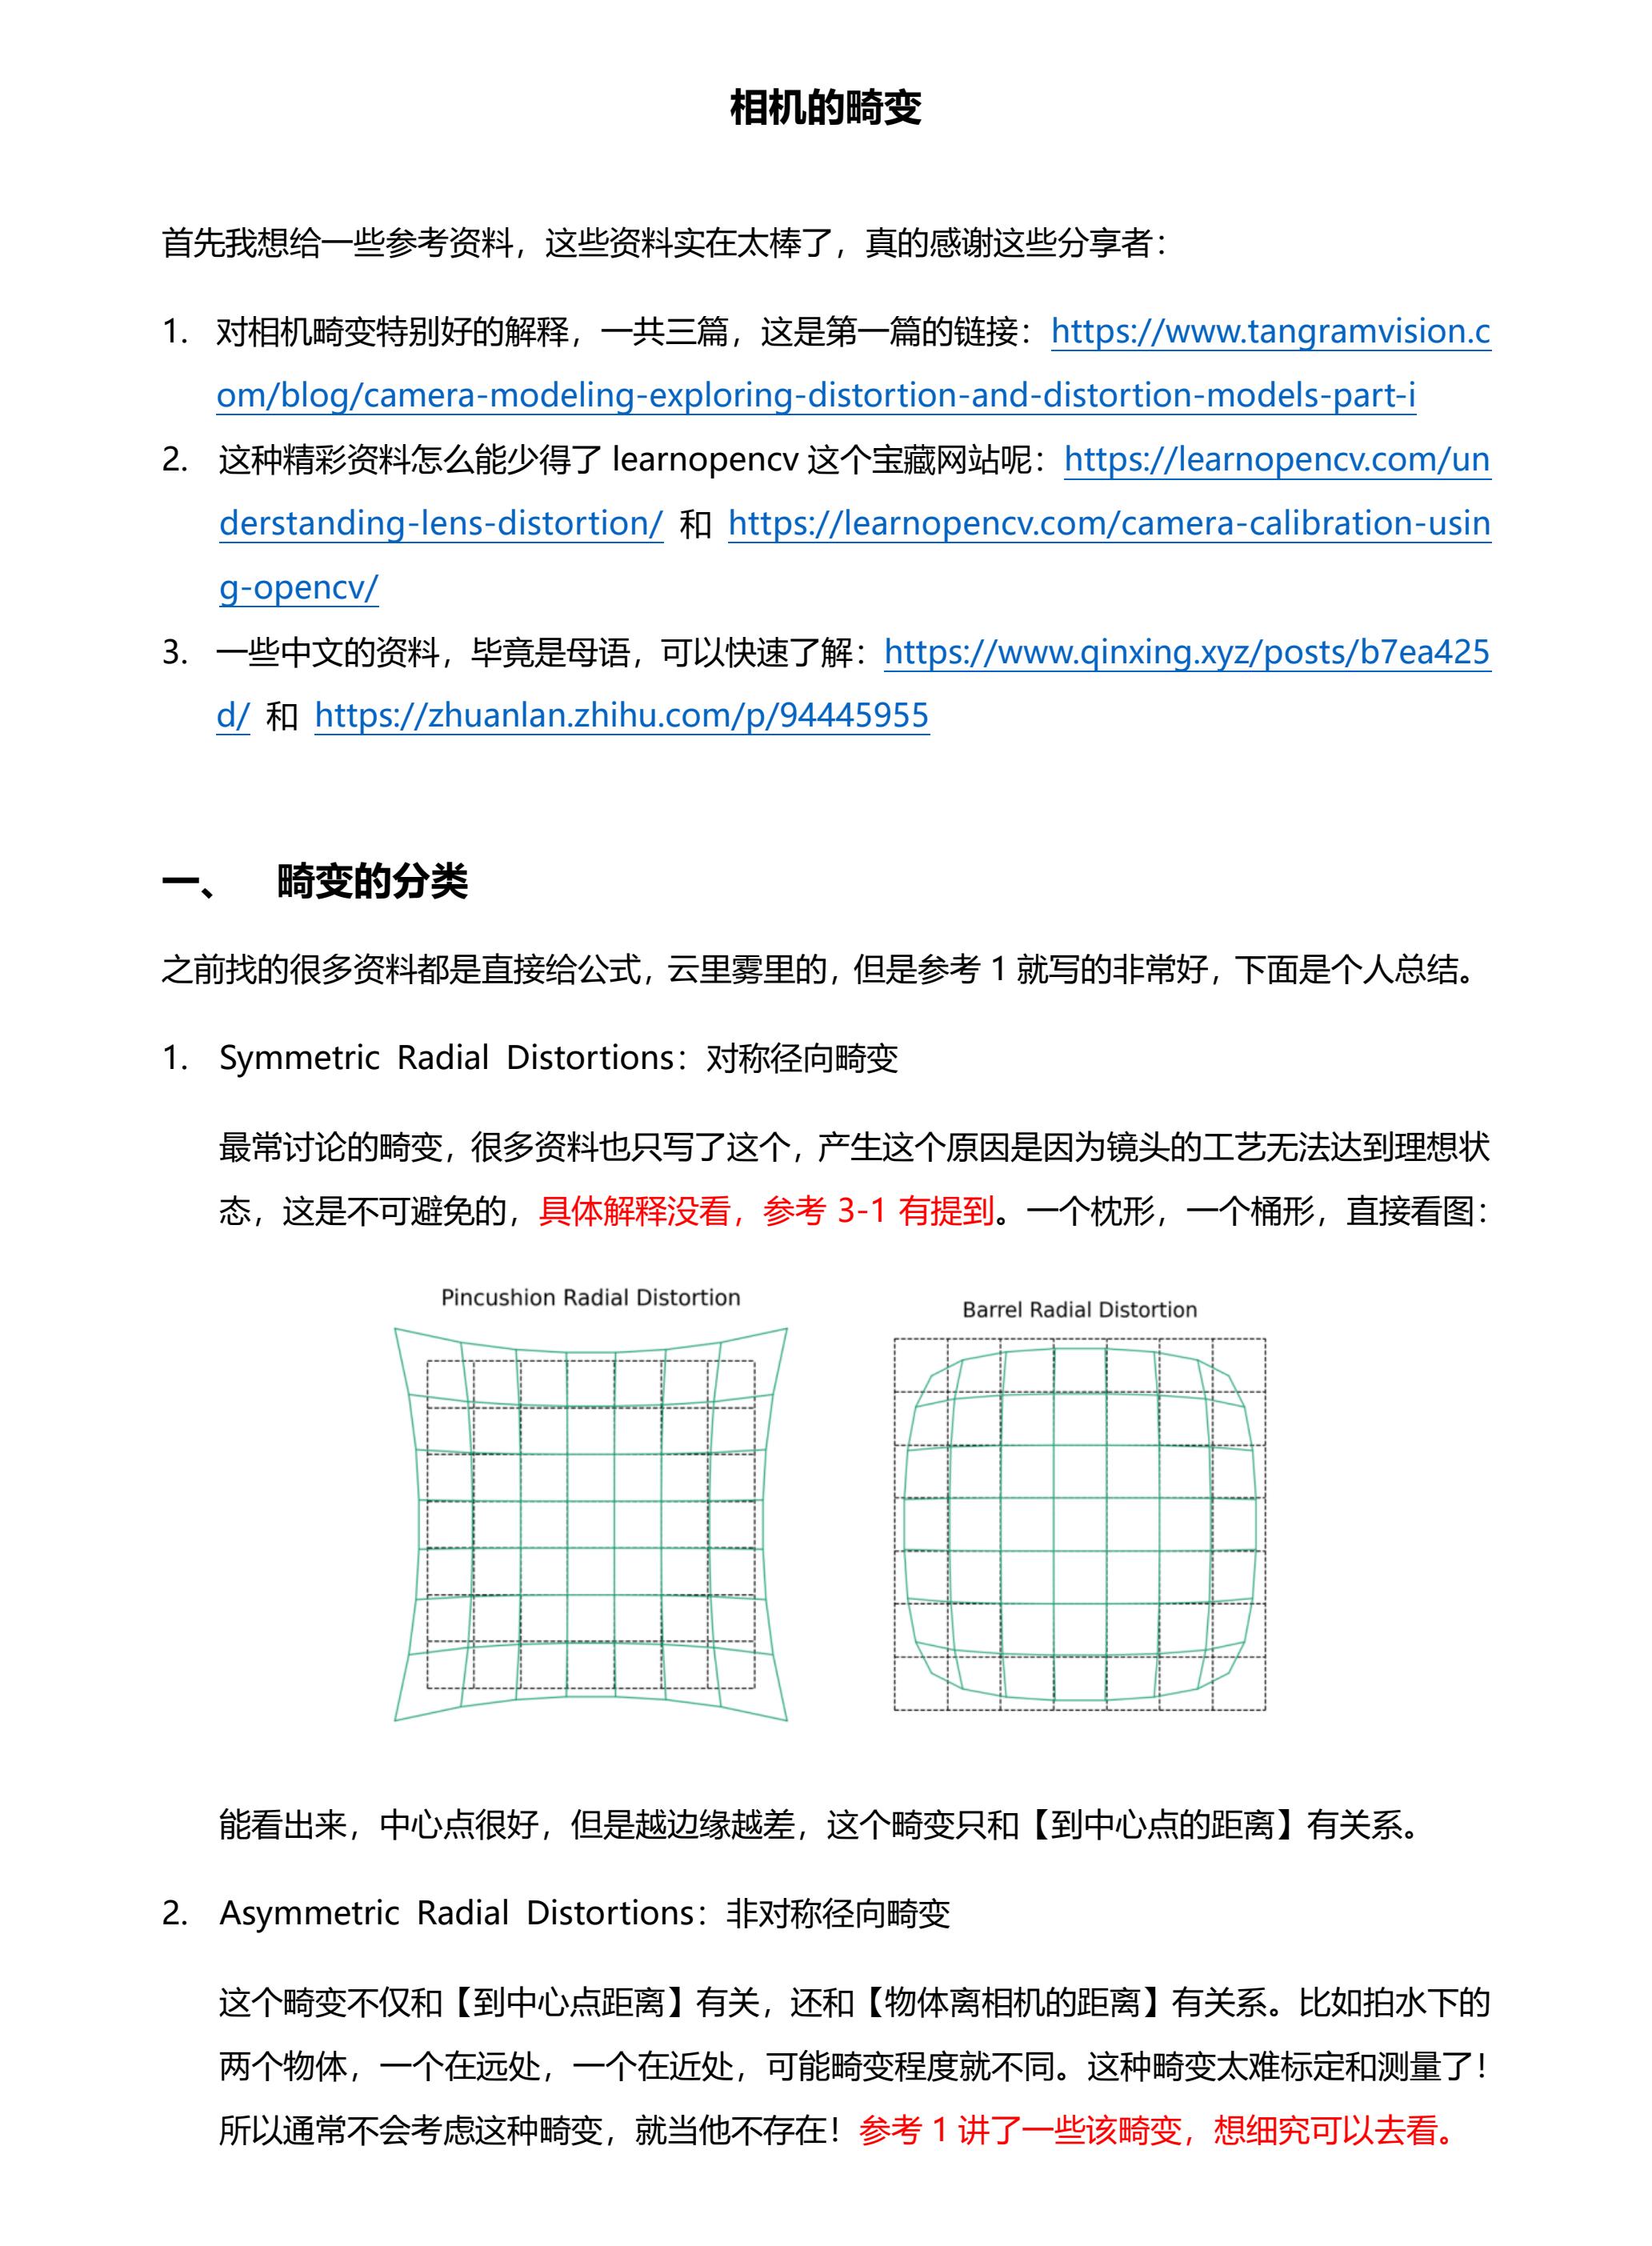 相机的畸变
首先我想给一些参考资料，这些资料实在太棒了，真的感谢这些分享者：
1. 对相机畸变特别好的解释，一共三篇，这是第一篇的链接：https://www.tangramvision.c
om/blog/camera-modeling-exploring-distortion-and-distortion-models-part-i
2. 这种精彩资料怎么能少得了 learnopencv 这个宝藏网站呢：https://learnopencv.com/un
derstanding-lens-distortion/ 和 https://learnopencv.com/camera-calibration-usin
g-opencv/
3. 一些中文的资料，毕竟是母语，可以快速了解：https://www.qinxing.xyz/posts/b7ea425
d/ 和 https://zhuanlan.zhihu.com/p/94445955
一、 畸变的分类
之前找的很多资料都是直接给公式，云里雾里的，但是参考 1 就写的非常好，下面是个人总结。
1. Symmetric Radial Distortions：对称径向畸变
最常讨论的畸变，很多资料也只写了这个，产生这个原因是因为镜头的工艺无法达到理想状
态，这是不可避免的，具体解释没看，参考 3-1 有提到。一个枕形，一个桶形，直接看图：
Pincushion Radial Distortion
Barrel Radial Distortion
能看出来，中心点很好，但是越边缘越差，这个畸变只和【到中心点的距离】有关系。
2. Asymmetric Radial Distortions：非对称径向畸变
这个畸变不仅和【到中心点距离】有关，还和【物体离相机的距离】有关系。比如拍水下的
两个物体，一个在远处，一个在近处，可能畸变程度就不同。这种畸变太难标定和测量了！
所以通常不会考虑这种畸变，就当他不存在！参考 1 讲了一些该畸变，想细究可以去看。